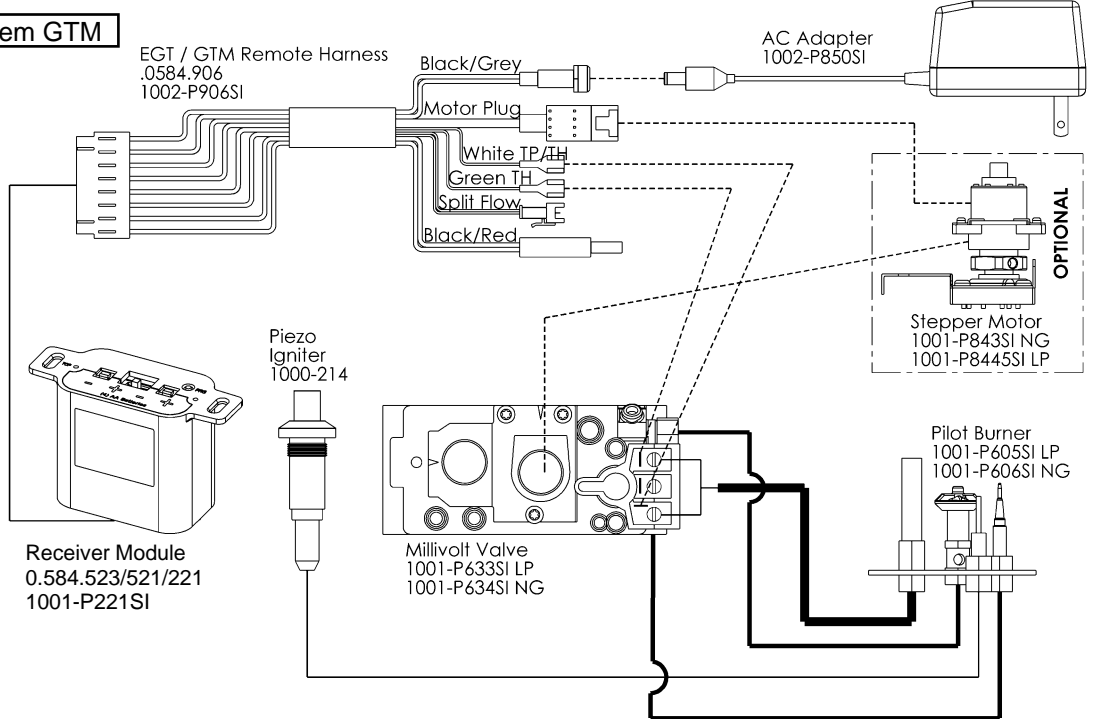 em GTM
EGT / GTM Remote Harness
.0584.906
1002-P906SI
Black/Grey
Motor Plug
White TP/TH
Green TH
Split Flow
Black/Red
AC Adapter
1002-P850SI
OPTIONAL
Stepper Motor
1001-P843SI NG
1001-P8445SI LP
Piezo
Igniter
1000-214
Receiver Module
0.584.523/521/221
1001-P221SI
Millivolt Valve
1001-P633SI LP
1001-P634SI NG
Pilot Burner
1001-P605SI LP
1001-P606SI NG